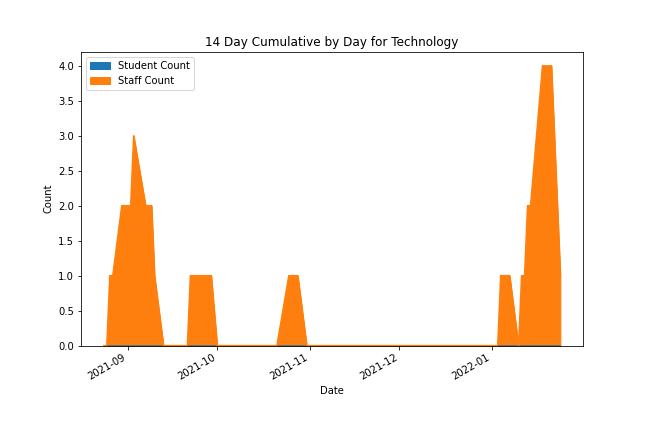 14 Day Cumulative by Day for Technology
Student Count
Staff Count
4.0
3.5
3.0
2.5
2.0
1.5
1.0
0.5
0.0
Count
2021-09
2021-10
2021-11
2021-12
2022-01
Date